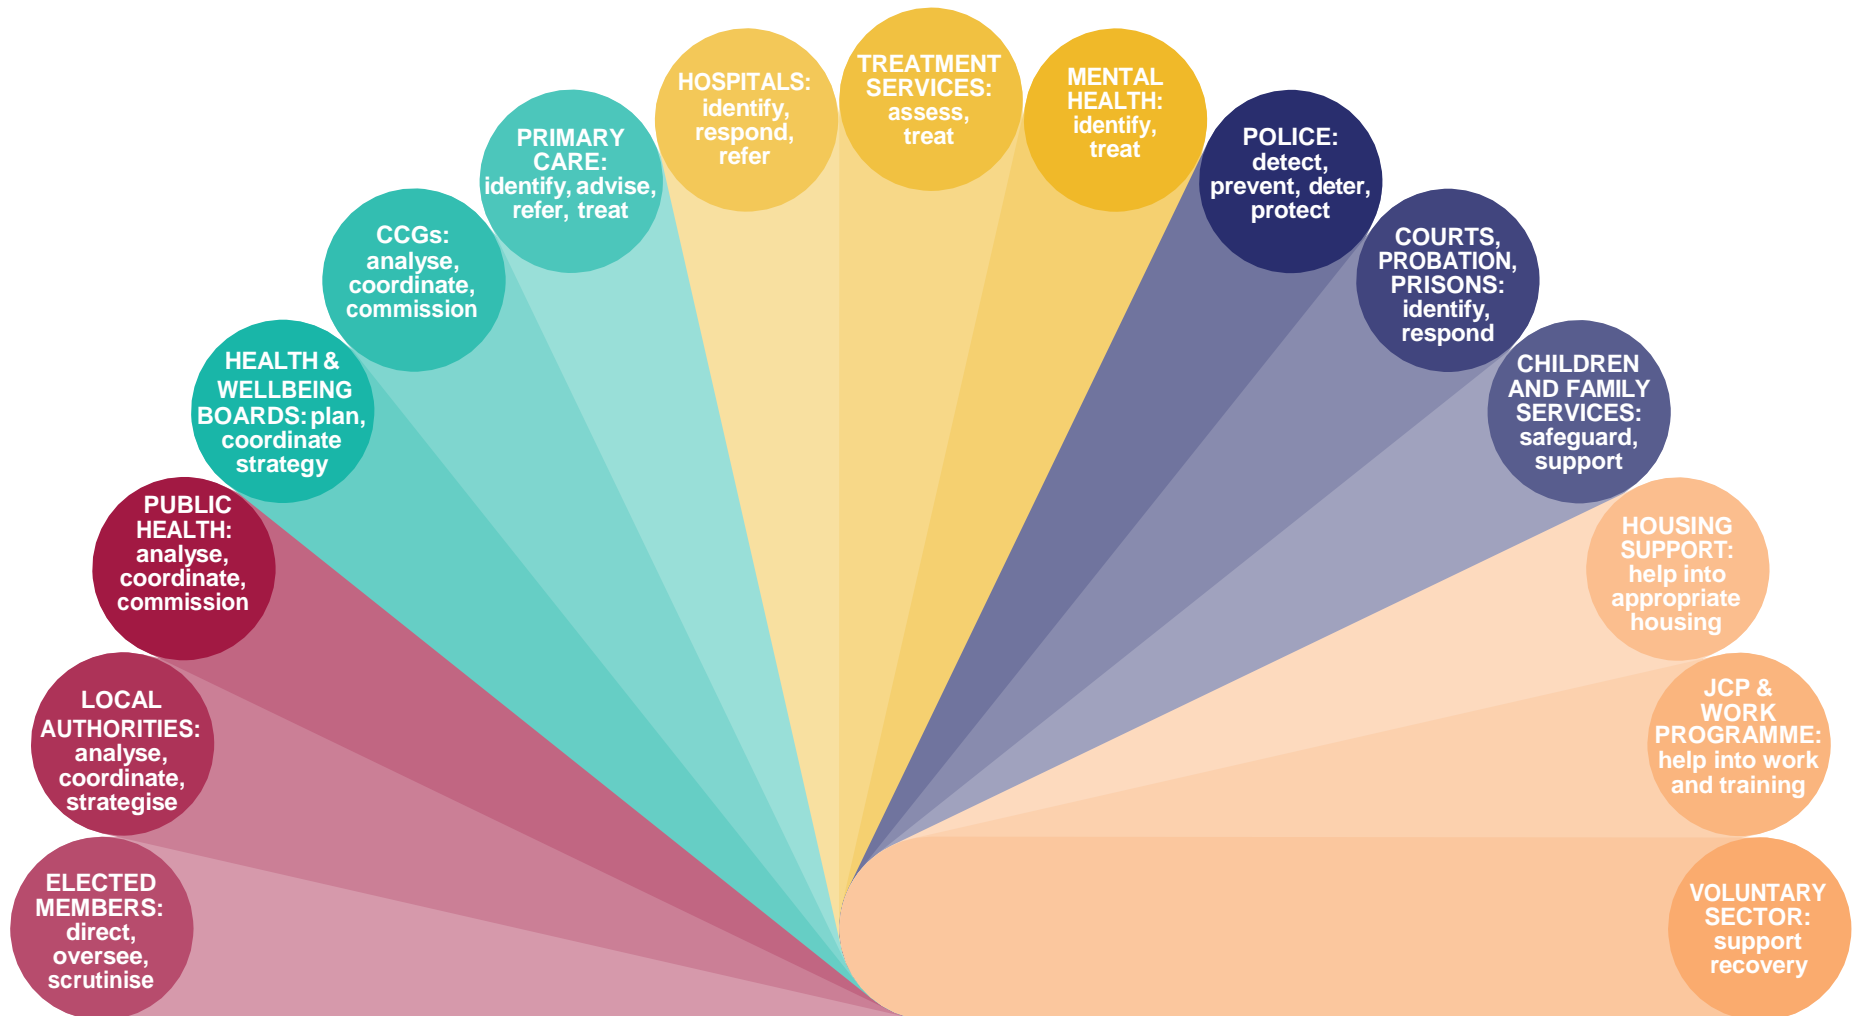 ELECTED
MEMBERS:
direct,
oversee,
scrutinise
LOCAL
AUTHORITIES:
analyse,
coordinate,
strategise
PUBLIC
HEALTH:
analyse,
coordinate,
commission
HEALTH &
WELLBEING
BOARDS: plan,
coordinate
strategy
CCGs:
analyse,
coordinate,
commission
PRIMARY
CARE:
identify, advise,
refer, treat
HOSPITALS:
identify,
respond,
refer
TREATMENT
SERVICES:
assess,
treat
MENTAL
HEALTH:
identify,
treat
POLICE:
detect,
prevent, deter,
protect
COURTS,
PROBATION,
PRISONS:
identify,
respond
CHILDREN
AND FAMILY
SERVICES:
safeguard,
support
HOUSING
SUPPORT:
help into
appropriate
housing
JCP &
WORK
PROGRAMME:
help into work
and training
VOLUNTARY
SECTOR:
support
recovery